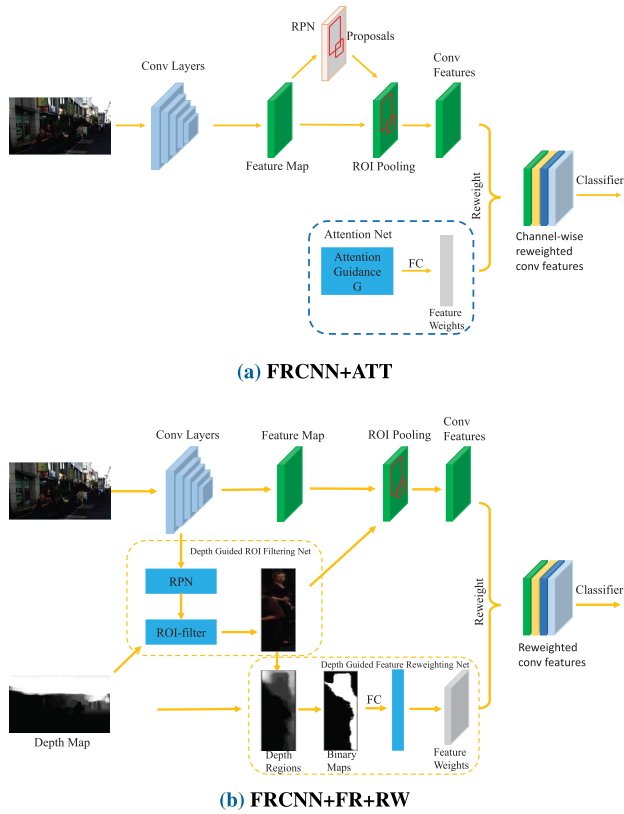 RPN
Proposals
Conv Layers
Conv
Features
Feature Map
ROI Pooling
Reweight
Classifier
Channel-wise
reweighted
conv features
Attention Net
Attention
Guidance
G
FC
Feature
Weights
(a) FRCNN+ATT
Conv Layers
Feature Map
ROI Pooling
Conv
Features
Depth Guided ROI Filtering Net
RPN
ROI-filter
Reweight
Classifier
Reweighted
conv features
Depth Guided Feature Reweighting Net
FC
Depth Map
Depth
Regions
Binary
Maps
Feature
Weights
(b) FRCNN+FR+RW